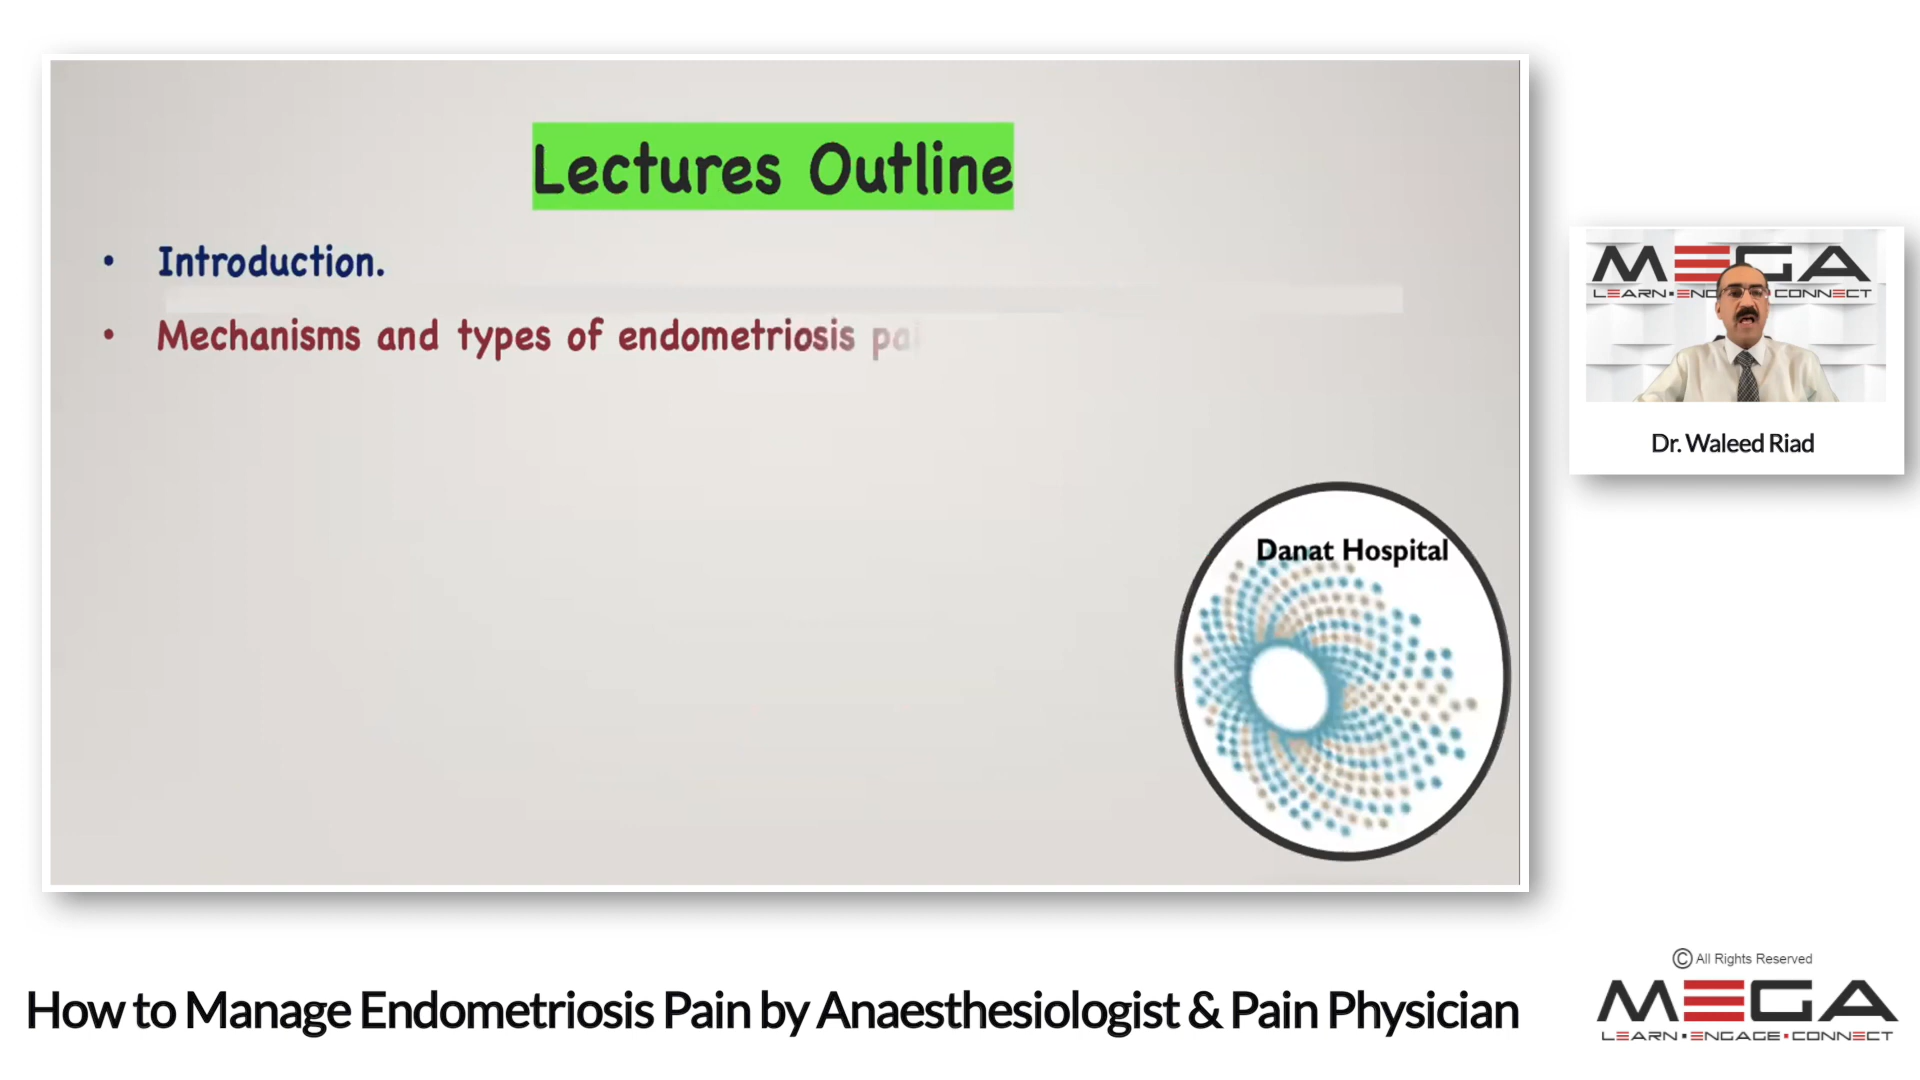 Lectures Outline
• Introduction.
• Mechanisms and types of endometriosis
Danat Hospital
MEGA
LEARN CONNECT
Dr. Waleed Riad
How to Manage Endometriosis Pain by Anaesthesiologist & Pain Physician
© All Rights Reserved
MEGA
LEARN▪ENGAGE▪CONNECT